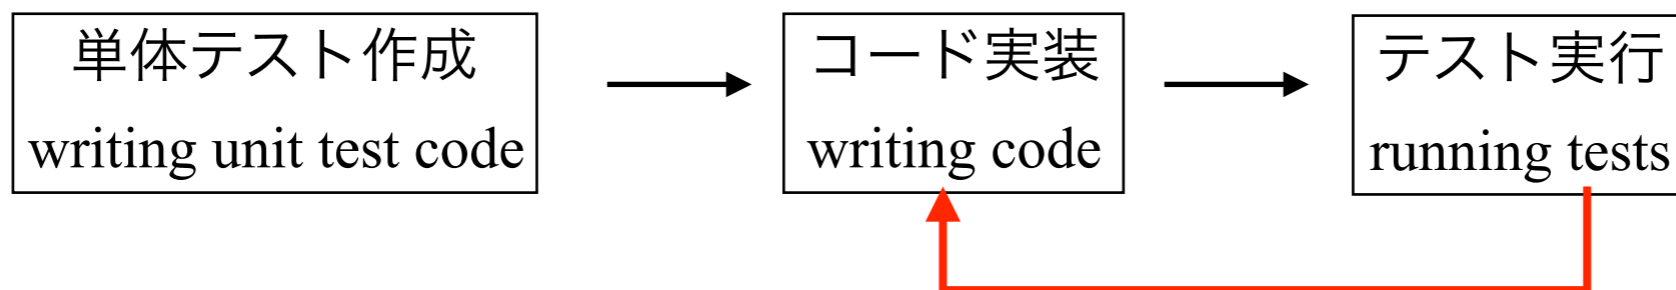 単体テスト作成
writing unit test code
コード実装
writing code
テスト実行
running tests